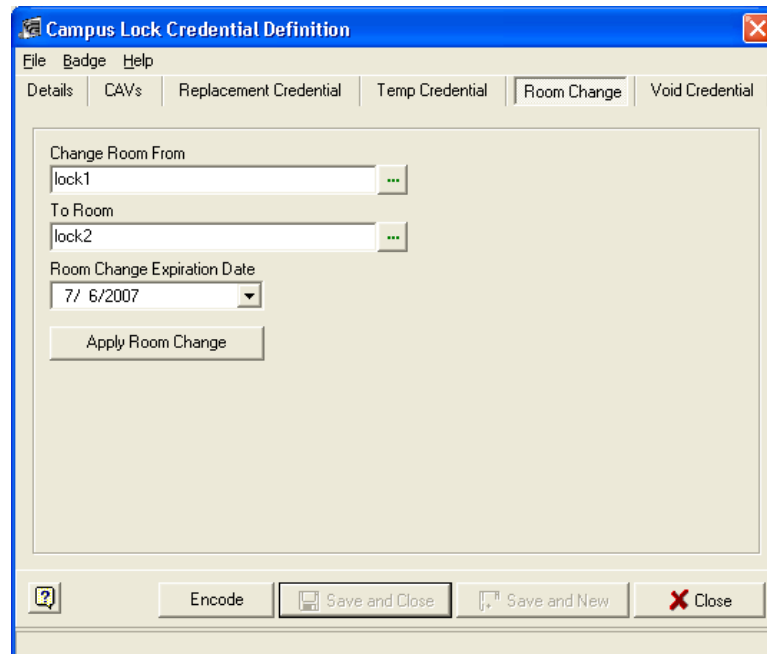 Campus Lock Credential Definition
File Badge Help
Details CAVs Replacement Credential Temp Credential Room Change Void Credential
Change Room From
lock1
...
To Room
lock2
...
Room Change Expiration Date
7/ 6/2007
Apply Room Change
Encode Save and Close Save and New Close